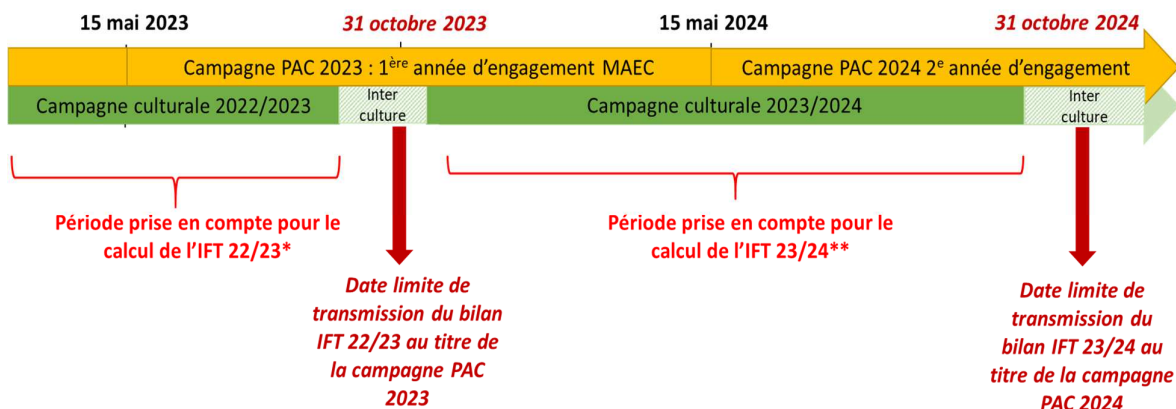 15 mai 2023
31 octobre 2023
15 mai 2024
31 octobre 2024
Campagne PAC 2023 : 1ère année d’engagement MAEC
Campagne PAC 2024 2e année d’engagement
Campagne culturale 2022/2023
Inter
culture
Campagne culturale 2023/2024
Inter
culture
Période prise en compte pour le
calcul de l’IFT 22/23*
Période prise en compte pour le
calcul de l’IFT 23/24**
Date limite de
transmission du bilan
IFT 22/23 au titre de
la campagne PAC
2023
Date limite de
transmission du
bilan IFT 23/24 au
titre de la campagne
PAC 2024